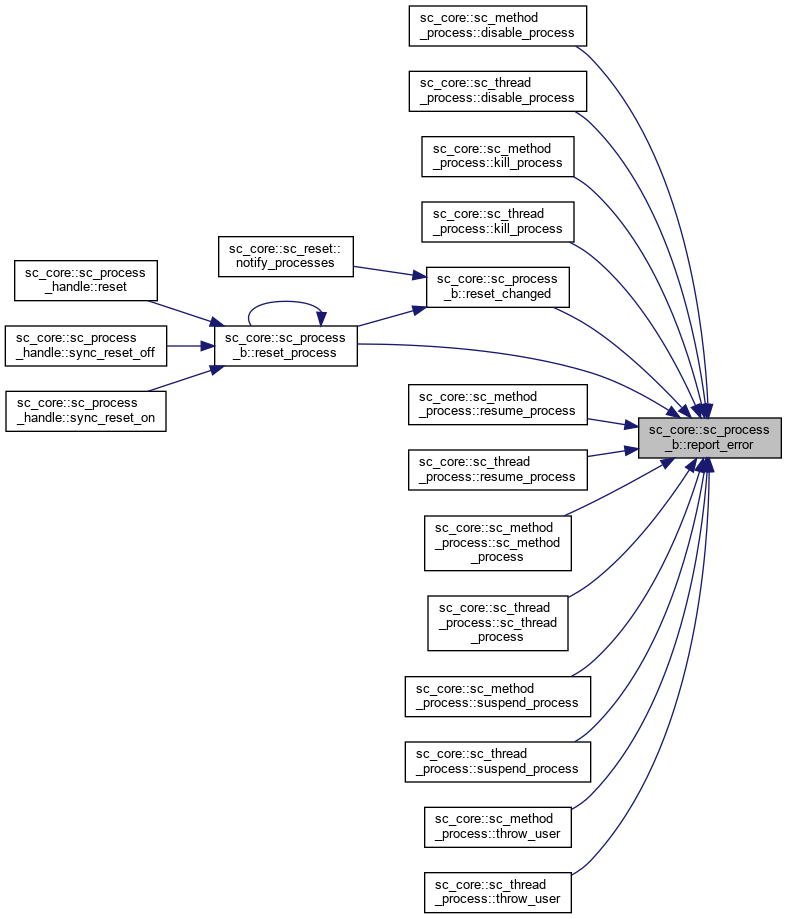 sc_core::sc_method
_process::disable_process
sc_core::sc_thread
_process::disable_process
sc_core::sc_method
_process::kill_process
sc_core::sc_thread
_process::kill_process
sc_core::sc_reset::
notify_processes
sc_core::sc_process
_handle::reset
sc_core::sc_process
_b::reset_changed
sc_core::sc_process
_handle::sync_reset_off
sc_core::sc_process
_b::reset_process
sc_core::sc_process
_handle::sync_reset_on
sc_core::sc_method
_process::resume_process
sc_core::sc_process
_b::report_error
sc_core::sc_thread
_process::resume_process
sc_core::sc_method
_process::sc_method
_process
sc_core::sc_thread
_process::sc_thread
_process
sc_core::sc_method
_process::suspend_process
sc_core::sc_thread
_process::suspend_process
sc_core::sc_method
_process::throw_user
sc_core::sc_thread
_process::throw_user